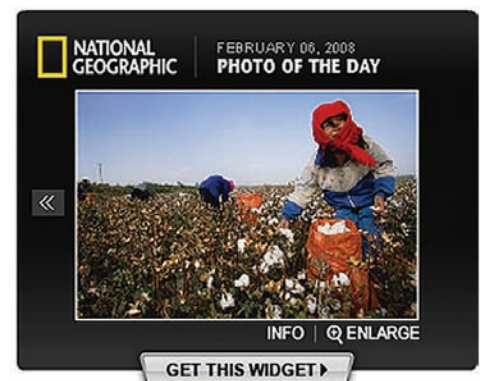 NATIONAL
GEOGRAPHIC
FEBRUARY 06, 2008
PHOTO OF THE DAY
INFO | ENLARGE
GET THIS WIDGET